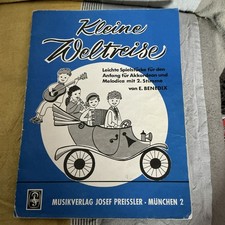 Kleine
Weltreise
Leichte Spielstücke für den
Anfang für Akkordeon und
Melodica mit 2. Stimme
von E. BENEDIX
MUSIKVERLAG JOSEF PREISSLER · MÜNCHEN 2